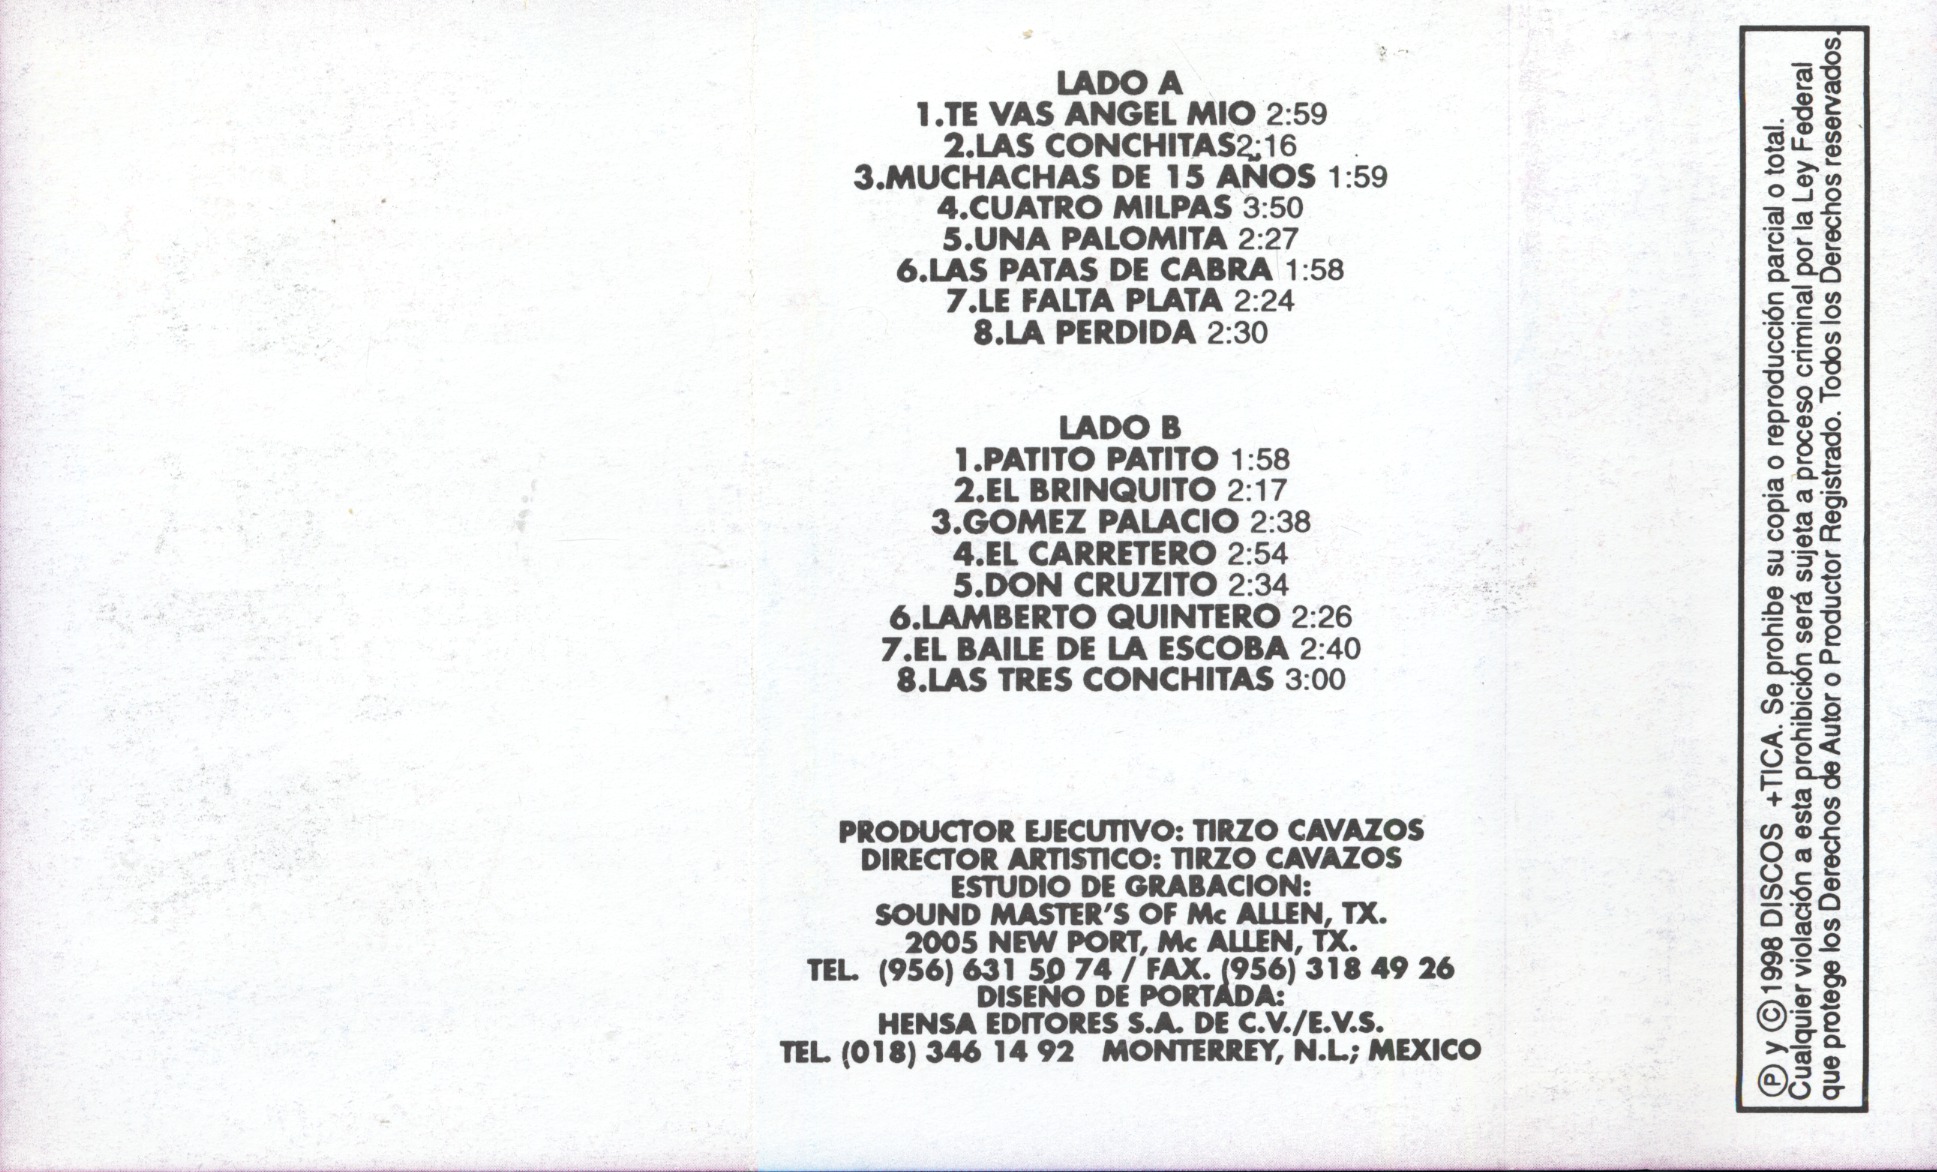 LADO A
1.TE VAS ANGEL MIO 2:59
2.LAS CONCHITAS2:16
3.MUCHACHAS DE 15 AÑOS 1:59
4.CUATRO MILPAS 3:50
5.UNA PALOMITA 2:27
6.LAS PATAS DE CABRA 1:58
7.LE FALTA PLATA 2:24
8.LA PERDIDA 2:30
LADO B
1.PATITO PATITO 1:58
2.EL BRINQUITO 2:17
3.GOMEZ PALACIO 2:38
4.EL CARRETERO 2:54
5.DON CRUZITO 2:34
6.LAMBERTO QUINTERO 2:26
7.EL BAILE DE LA ESCOBA 2:40
8.LAS TRES CONCHITAS 3:00
PRODUCTOR EJECUTIVO: TIRZO CAVAZOS
DIRECTOR ARTISTICO: TIRZO CAVAZOS
ESTUDIO DE GRABACION:
SOUND MASTER'S OF Mc ALLEN, TX.
2005 NEW PORT, Mc ALLEN, TX.
TEL. (956) 631 50 74 / FAX. (956) 318 49 26
DISEÑO DE PORTADA:
HENSA EDITORES S.A. DE C.V./E.V.S.
TEL. (018) 346 14 92 MONTERREY, N.L.; MEXICO
Ⓟ y © 1998 DISCOS +TICA. Se prohibe su copia o reproducción parcial o total.
Cualquier violación a esta prohibición será sujeta a proceso criminal por la Ley Federal
que protege los Derechos de Autor o Productor Registrado. Todos los Derechos reservados.